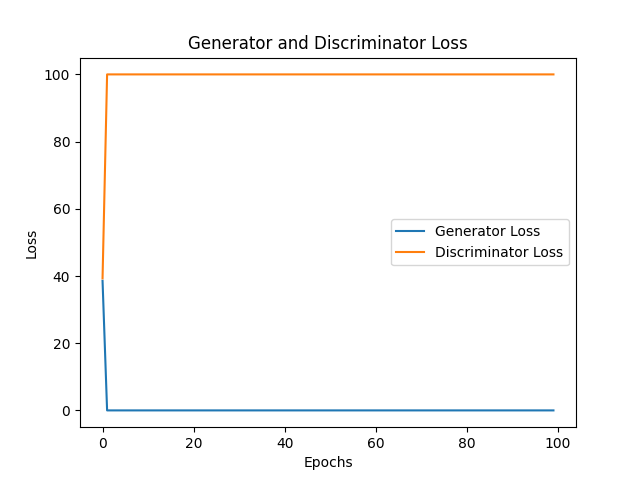 Generator and Discriminator Loss
100
80
60
40
20
0
Loss
Generator Loss
Discriminator Loss
0 20 40 60 80 100
Epochs